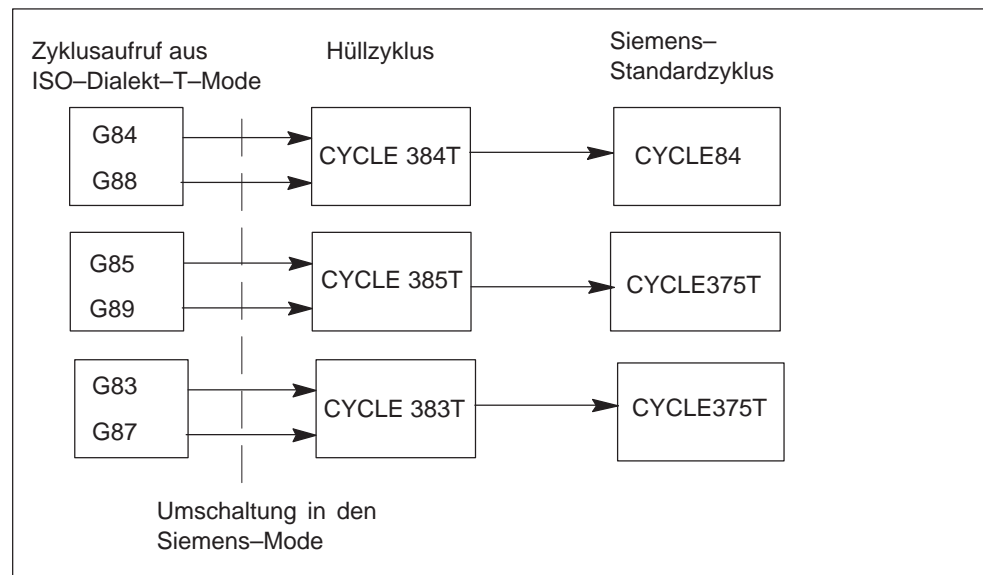 Zyklusaufruf aus
ISO–Dialekt–T–Mode
Hüllzyklus
Siemens–
Standardzyklus
G84
G88
CYCLE 384T
CYCLE84
G85
G89
CYCLE 385T
CYCLE375T
G83
G87
CYCLE 383T
CYCLE375T
Umschaltung in den
Siemens–Mode